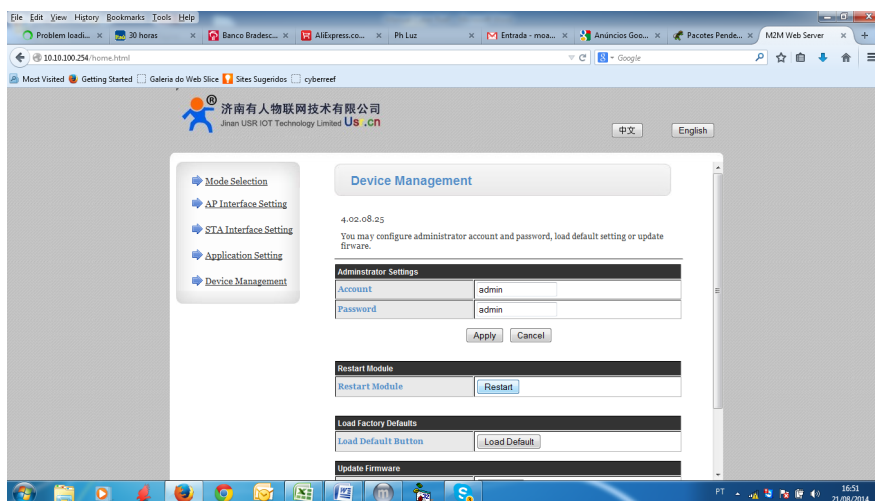 File Edit View History Bookmarks Tools Help
Problem loadi... × 30 horas × Banco Bradesc... × AliExpress.co... × Ph Luz × Entrada - moa... × Anúncios Goo... × Pacotes Pende... × M2M Web Server × +
10.10.100.254/home.html Google
Most Visited Getting Started Galeria do Web Slice Sites Sugeridos cyberreef
济南有人物联网技术有限公司
Jinan USR IOT Technology Limited
中文 English
Mode Selection
AP Interface Setting
STA Interface Setting
Application Setting
Device Management
Device Management
4.02.08.25
You may configure administrator account and password, load default setting or update
firware.
Adminstrator Settings
Account admin
Password admin
Apply Cancel
Restart Module
Restart Module Restart
Load Factory Defaults
Load Default Button Load Default
Update Firmware
PT 16:51
21/08/2014